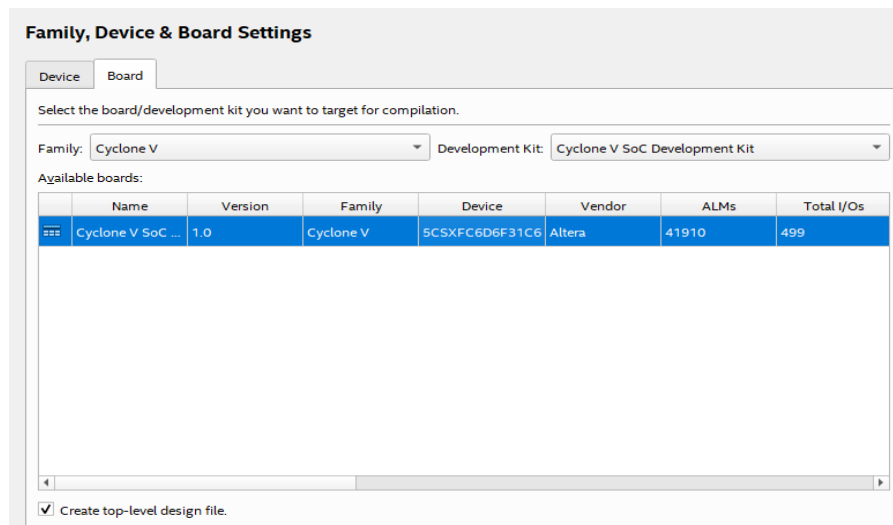 Family, Device & Board Settings
Device Board
Select the board/development kit you want to target for compilation.
Family: Cyclone V Development Kit: Cyclone V SoC Development Kit
Available boards:
Name Version Family Device Vendor ALMs Total I/Os
Cyclone V SoC ... 1.0 Cyclone V 5CSXFC6D6F31C6 Altera 41910 499
Create top-level design file.